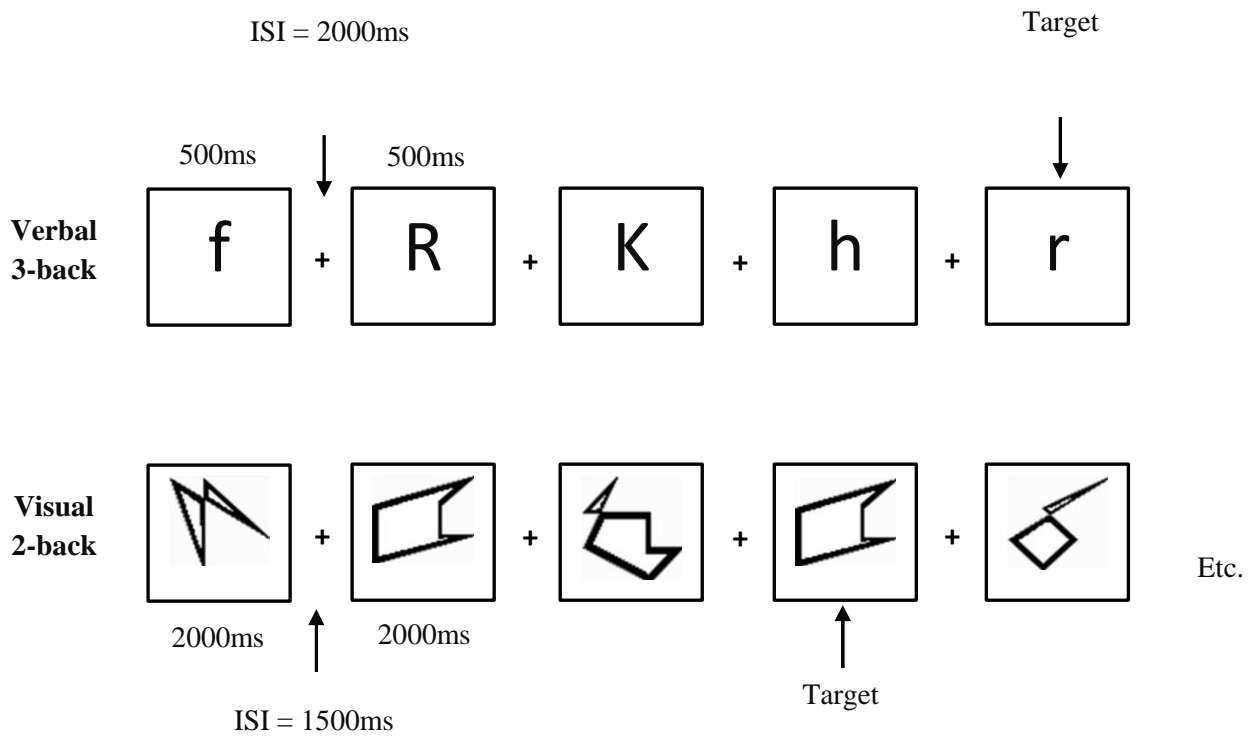 ISI = 2000ms
Target
500ms
500ms
Verbal
3-back
f + R + K + h + r
Visual
2-back
+ + + +
Etc.
2000ms
2000ms
Target
ISI = 1500ms